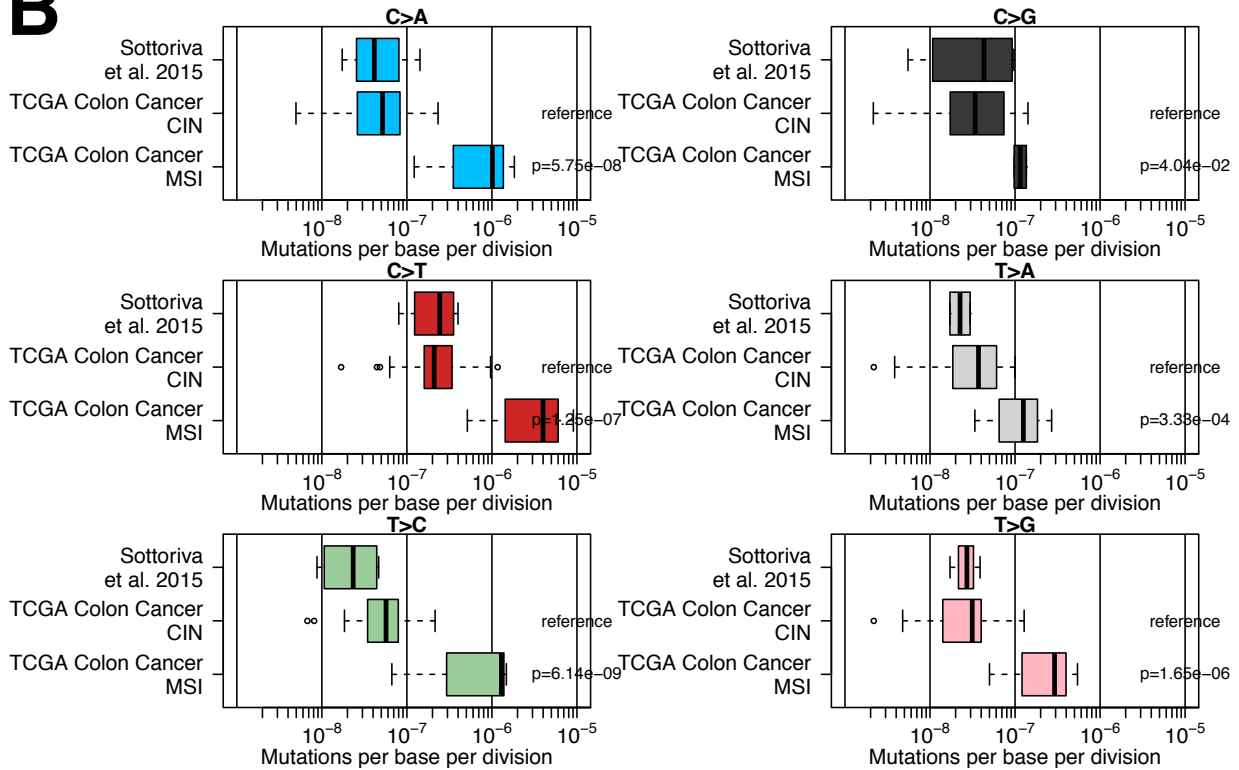 B
C>A
Sottoriva
et al. 2015
TCGA Colon Cancer
CIN
reference
TCGA Colon Cancer
MSI
p=5.75e−08
10−8 10−7 10−6 10−5
Mutations per base per division
C>G
Sottoriva
et al. 2015
TCGA Colon Cancer
CIN
reference
TCGA Colon Cancer
MSI
p=4.04e−02
10−8 10−7 10−6 10−5
Mutations per base per division
C>T
Sottoriva
et al. 2015
TCGA Colon Cancer
CIN
reference
TCGA Colon Cancer
MSI
p=1.25e−07
10−8 10−7 10−6 10−5
Mutations per base per division
T>A
Sottoriva
et al. 2015
TCGA Colon Cancer
CIN
reference
TCGA Colon Cancer
MSI
p=3.33e−04
10−8 10−7 10−6 10−5
Mutations per base per division
T>C
Sottoriva
et al. 2015
TCGA Colon Cancer
CIN
reference
TCGA Colon Cancer
MSI
p=6.14e−09
10−8 10−7 10−6 10−5
Mutations per base per division
T>G
Sottoriva
et al. 2015
TCGA Colon Cancer
CIN
reference
TCGA Colon Cancer
MSI
p=1.65e−06
10−8 10−7 10−6 10−5
Mutations per base per division